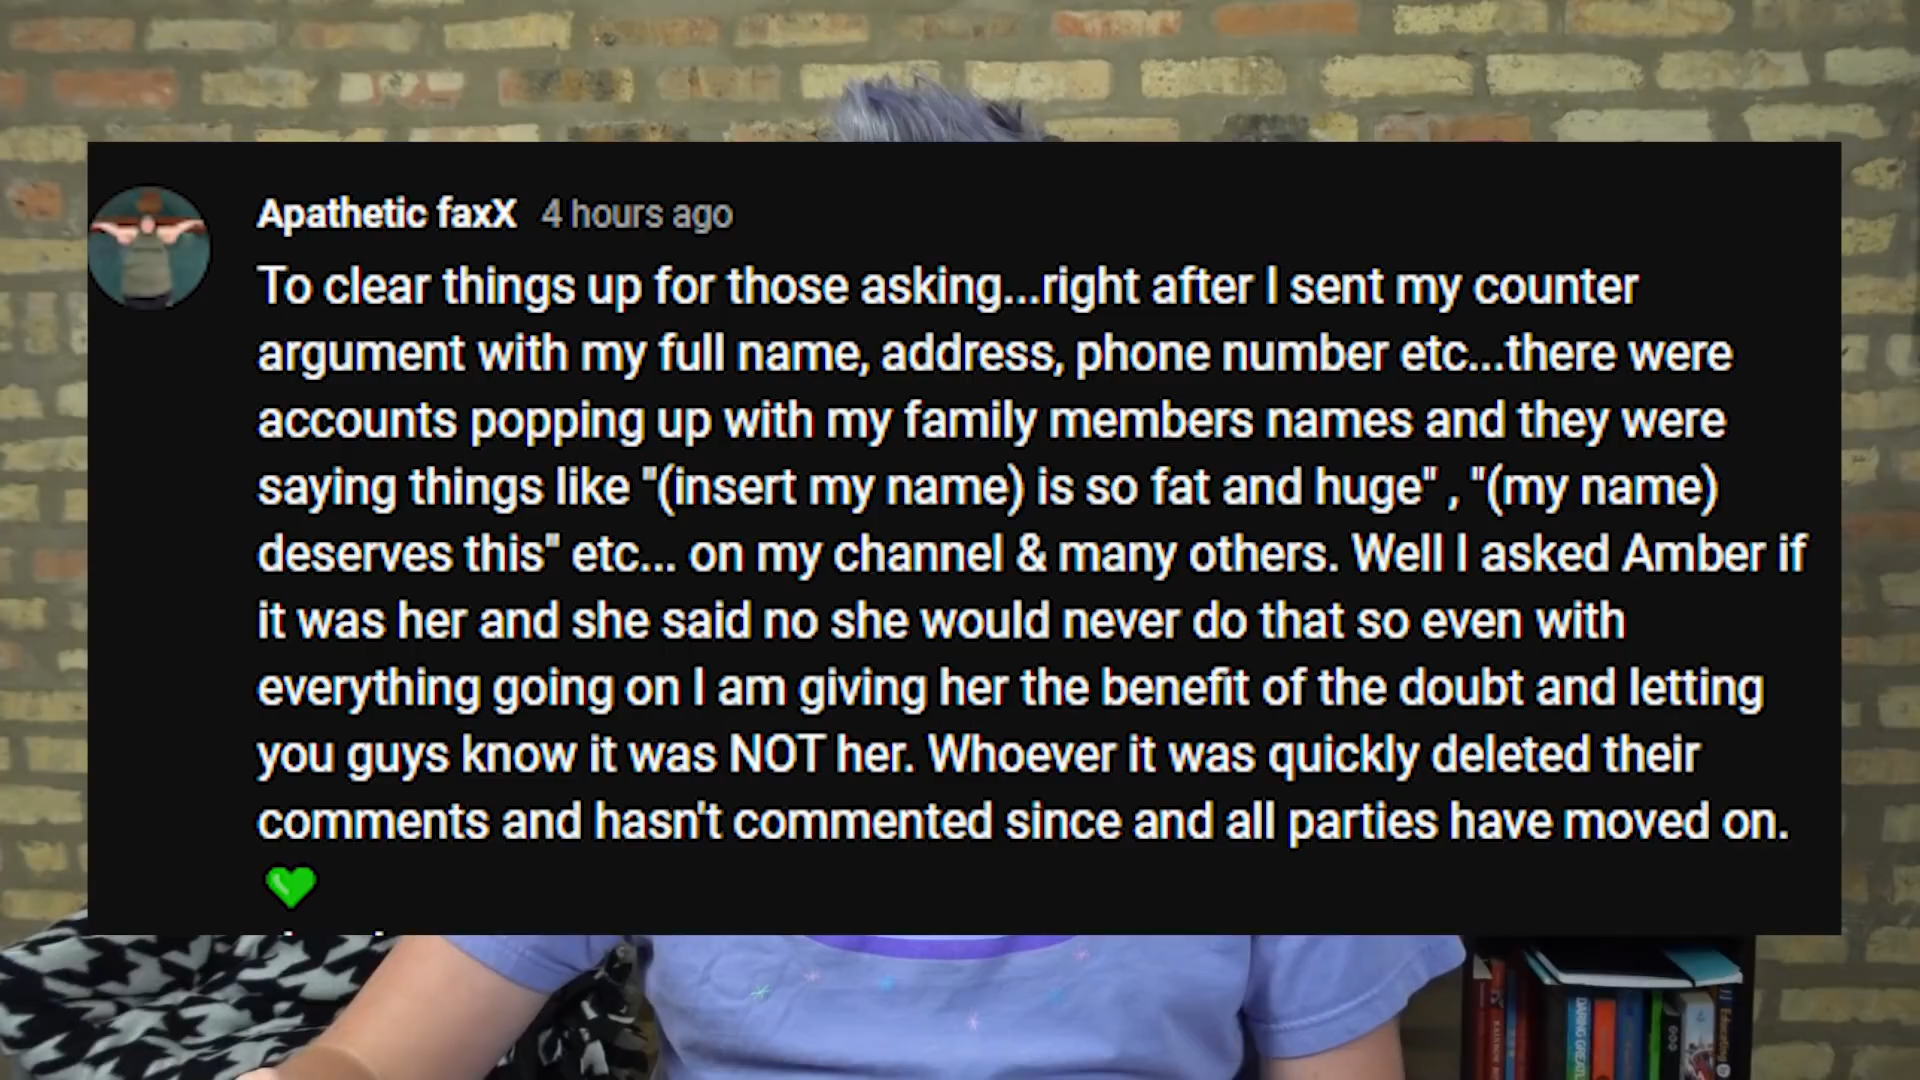 Apathetic faxX 4 hours ago
To clear things up for those asking...right after I sent my counter
argument with my full name, address, phone number etc...there were
accounts popping up with my family members names and they were
saying things like "(insert my name) is so fat and huge" , "(my name)
deserves this" etc... on my channel & many others. Well I asked Amber if
it was her and she said no she would never do that so even with
everything going on I am giving her the benefit of the doubt and letting
you guys know it was NOT her. Whoever it was quickly deleted their
comments and hasn't commented since and all parties have moved on.
💚
DARING GREATLY